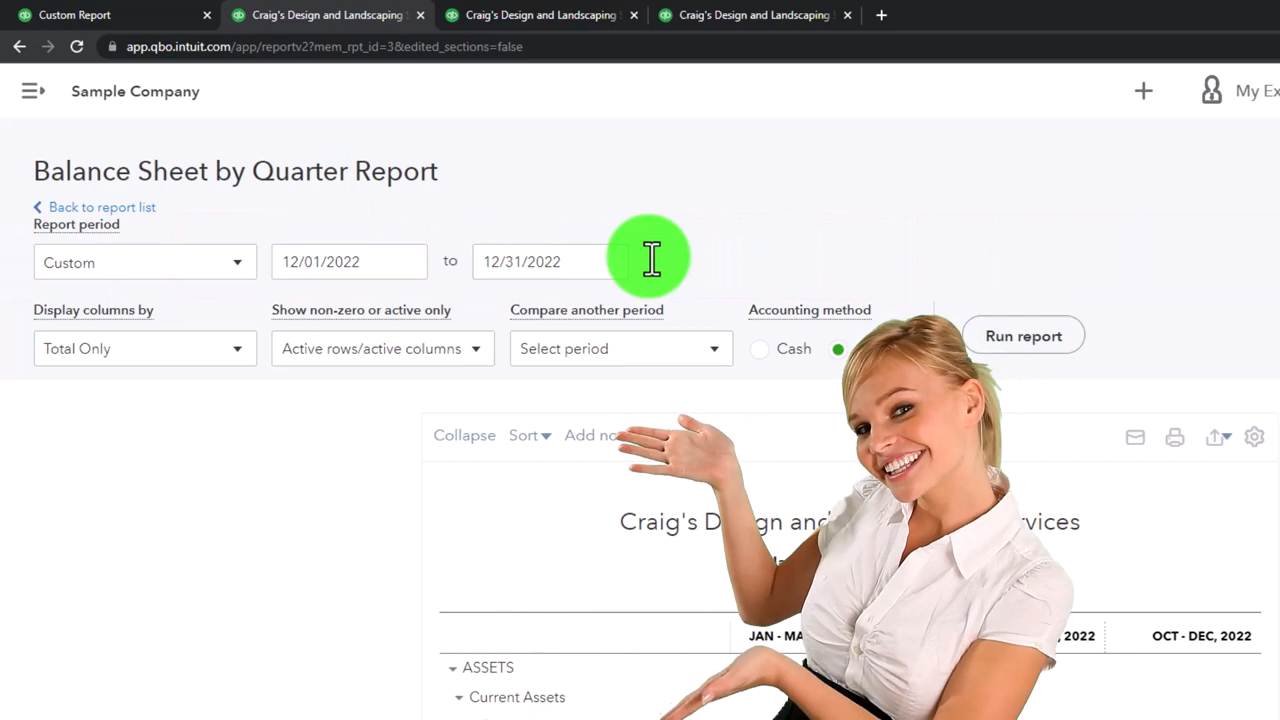 Custom Report
Craig's Design and Landscaping
Craig's Design and Landscaping
Craig's Design and Landscaping
app.qbo.intuit.com/app/reportv2?mem_rpt_id=3&edited_sections=false
Sample Company
My Ex
Balance Sheet by Quarter Report
Back to report list
Report period
Custom 12/01/2022 to 12/31/2022
Display columns by Show non-zero or active only Compare another period Accounting method
Total Only Active rows/active columns Select period Cash Run report
Collapse Sort Add no
Craig's D gn and vices
JAN - MA , 2022 OCT - DEC, 2022
ASSETS
Current Assets